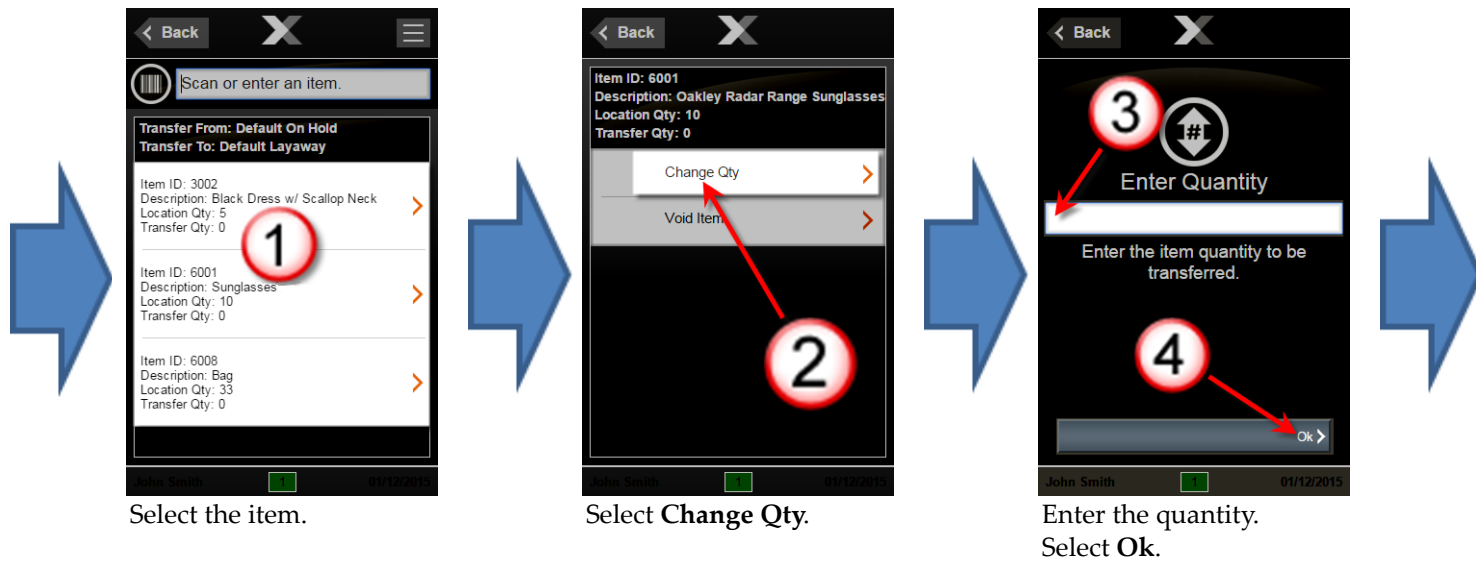 Back
Scan or enter an item.
Transfer From: Default On Hold
Transfer To: Default Layaway
Item ID: 3002
Description: Black Dress w/ Scallop Neck
Location Qty: 5
Transfer Qty: 0
1
Item ID: 6001
Description: Sunglasses
Location Qty: 10
Transfer Qty: 0
Item ID: 6008
Description: Bag
Location Qty: 33
Transfer Qty: 0
John Smith 1 01/12/2015
Select the item.
Back
Item ID: 6001
Description: Oakley Radar Range Sunglasses
Location Qty: 10
Transfer Qty: 0
Change Qty
Void Item
2
John Smith 1 01/12/2015
Select Change Qty.
Back
3
#
Enter Quantity
Enter the item quantity to be
transferred.
4
Ok
John Smith 1 01/12/2015
Enter the quantity.
Select Ok.